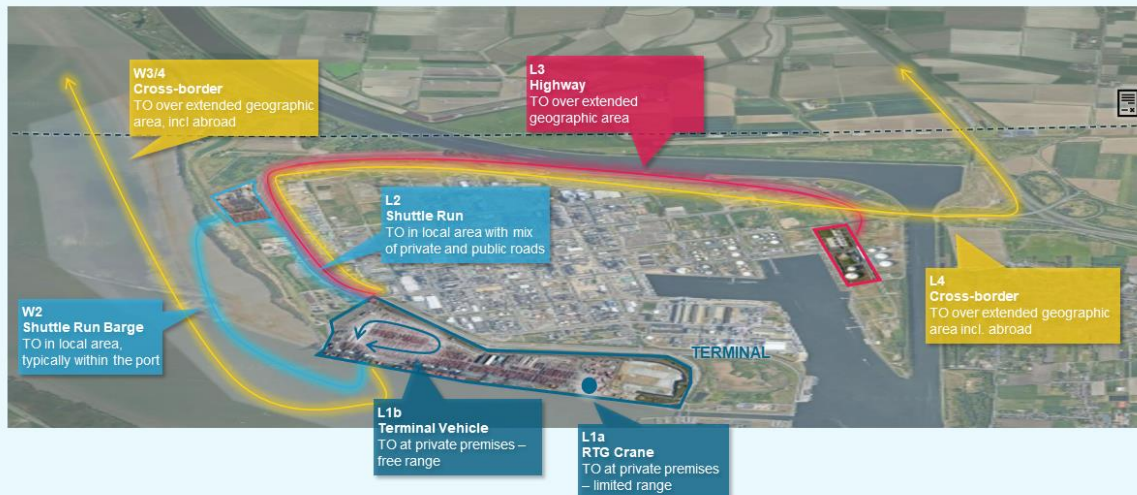 W3/4
Cross-border
TO over extended geographic
area, incl abroad
L3
Highway
TO over extended
geographic area
L2
Shuttle Run
TO in local area with mix
of private and public roads
W2
Shuttle Run Barge
TO in local area,
typically within the port
L4
Cross-border
TO over extended geographic
area incl. abroad
TERMINAL
L1b
Terminal Vehicle
TO at private premises –
free range
L1a
RTG Crane
TO at private premises
– limited range